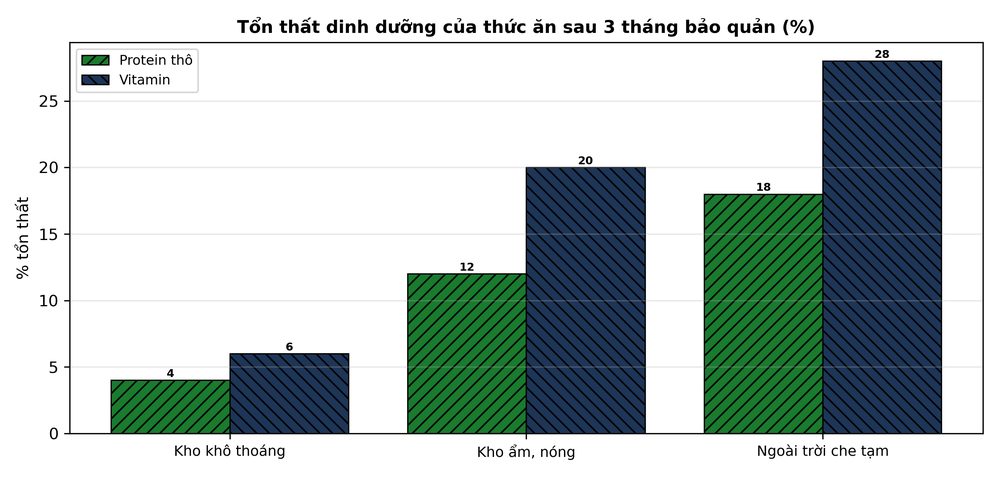 Tổn thất dinh dưỡng của thức ăn sau 3 tháng bảo quản (%)
Protein thô
Vitamin
% tổn thất
25
20
15
10
5
0
4
6
12
20
18
28
Kho khô thoáng
Kho ẩm, nóng
Ngoài trời che tạm